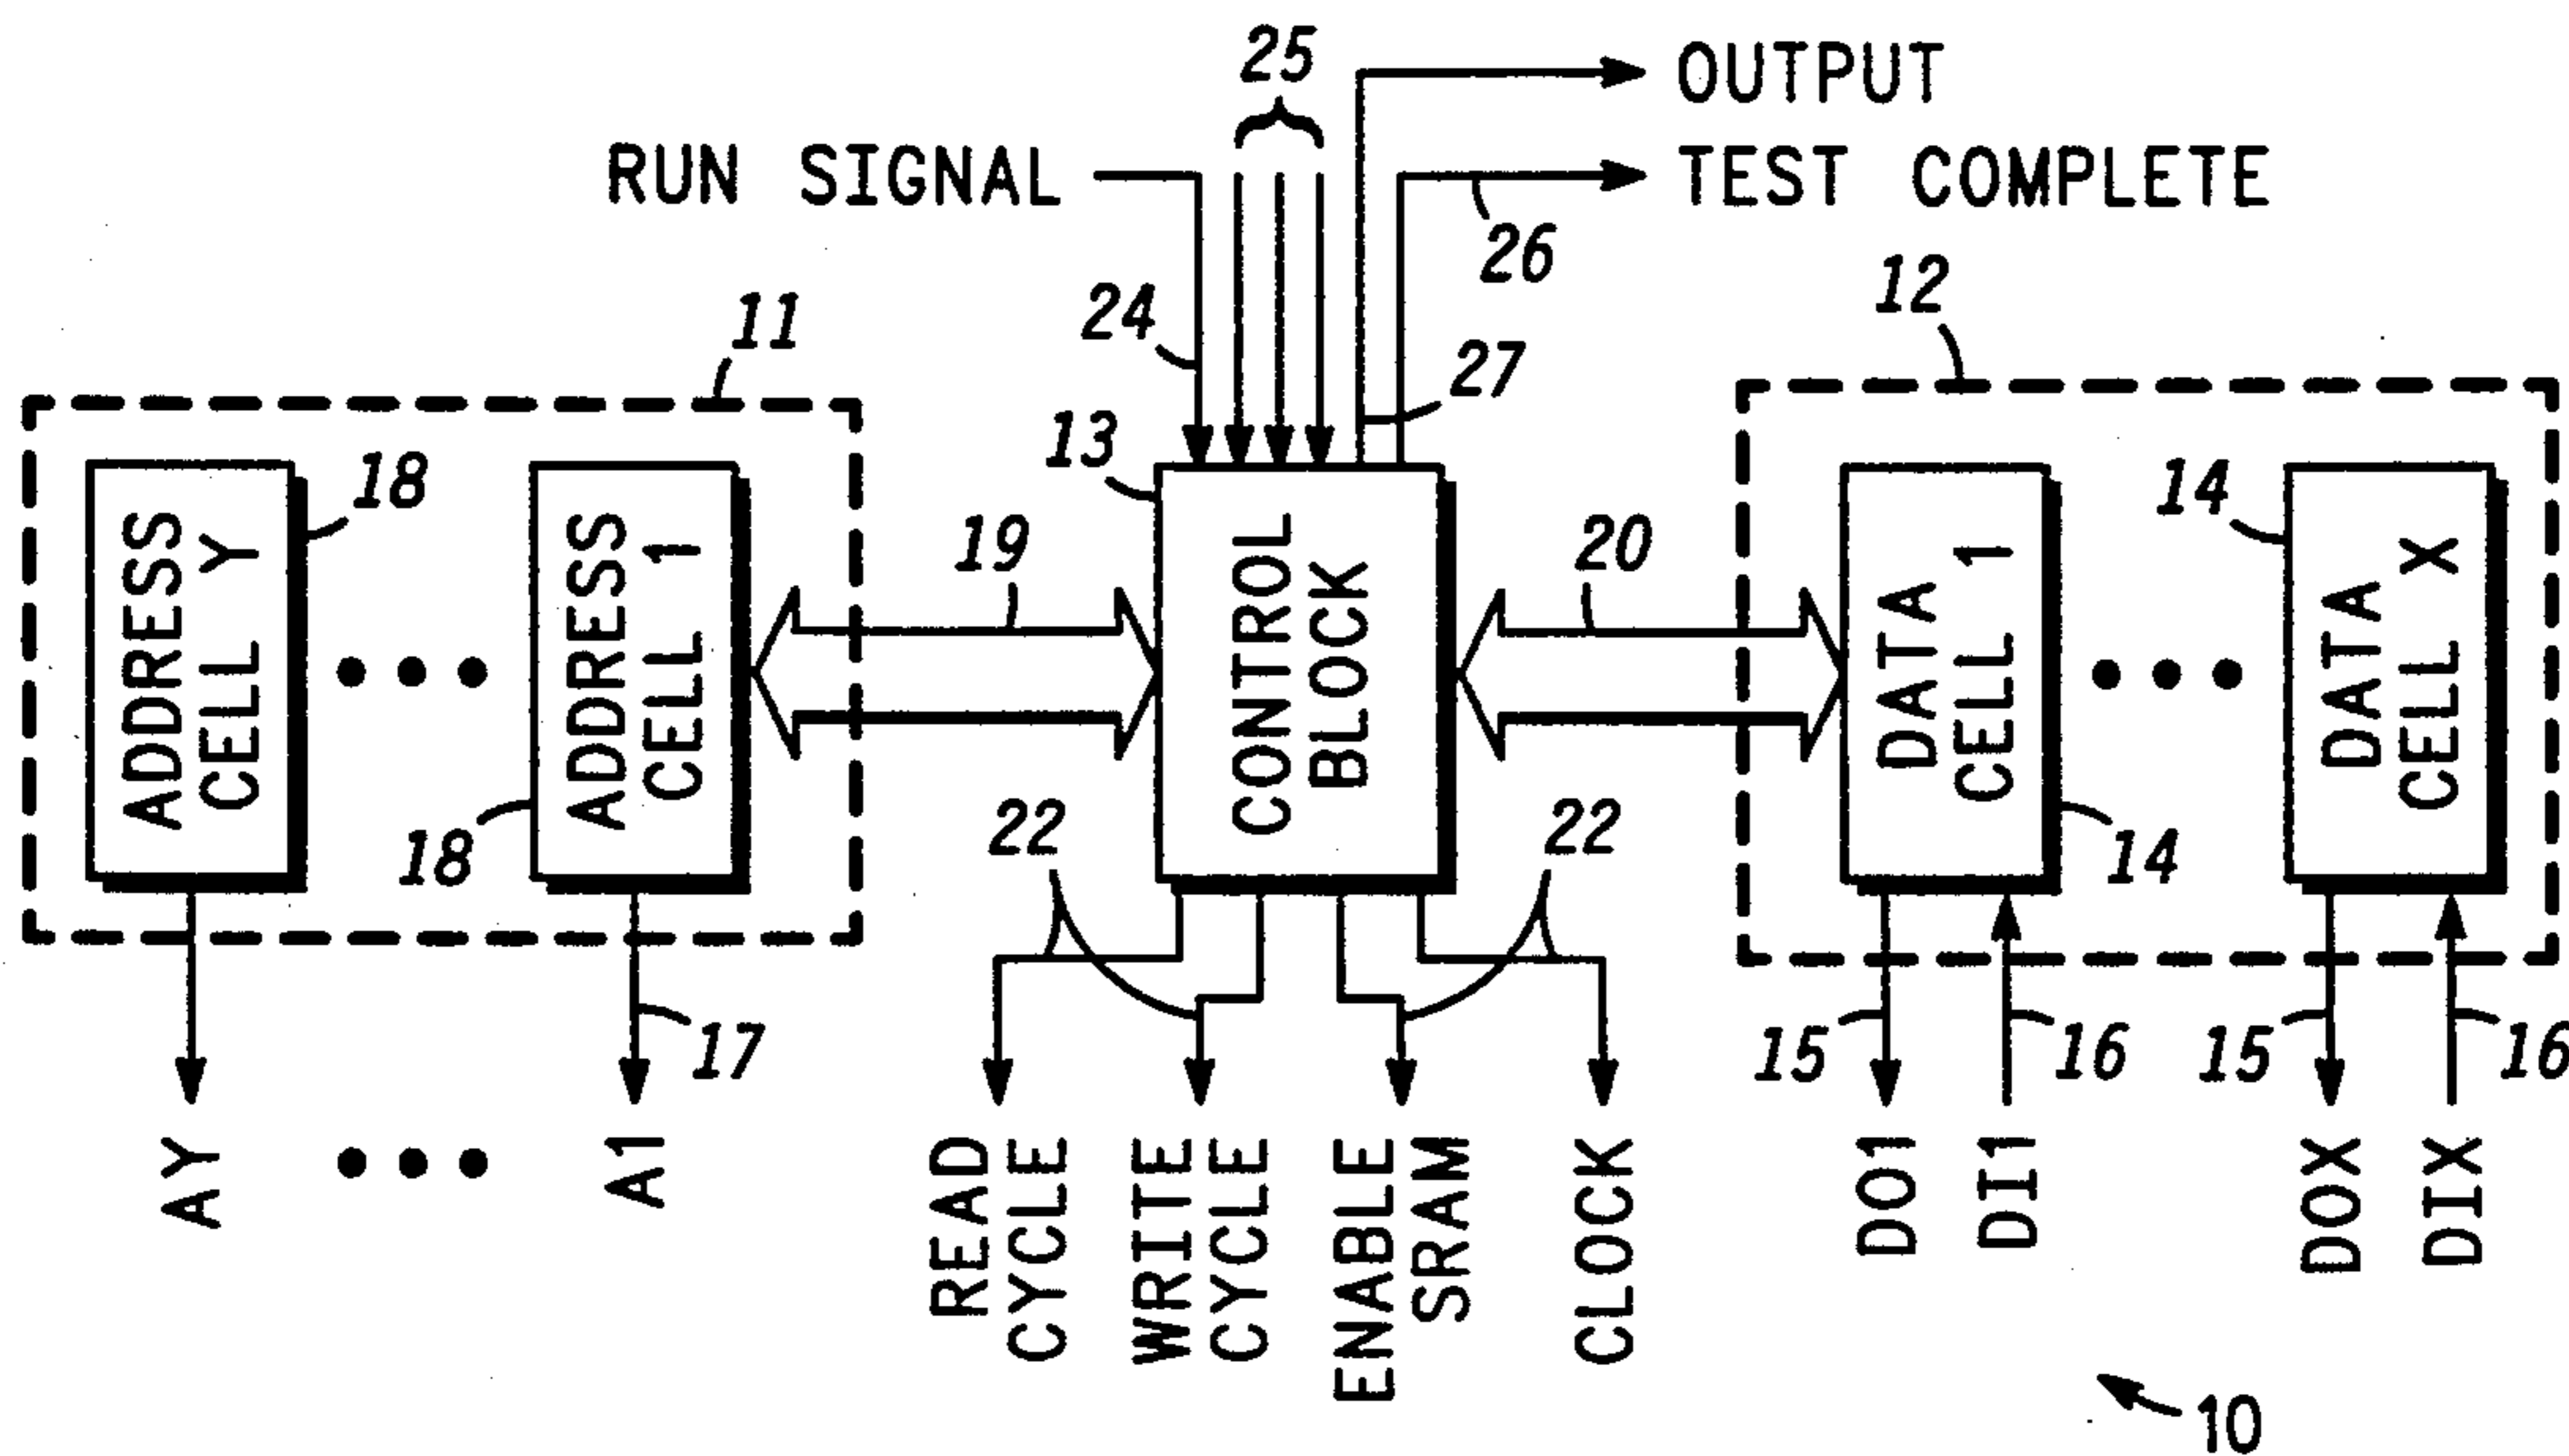 25
OUTPUT
RUN SIGNAL
TEST COMPLETE
26
24
27
11
12
13
18
ADDRESS
CELL Y
18
ADDRESS
CELL 1
19
CONTROL
BLOCK
20
DATA
CELL 1
14
14
DATA
CELL X
22
22
17
15
16
15
16
AY
A1
READ
CYCLE
WRITE
CYCLE
ENABLE
SRAM
CLOCK
DO1
DI1
DOX
DIX
10